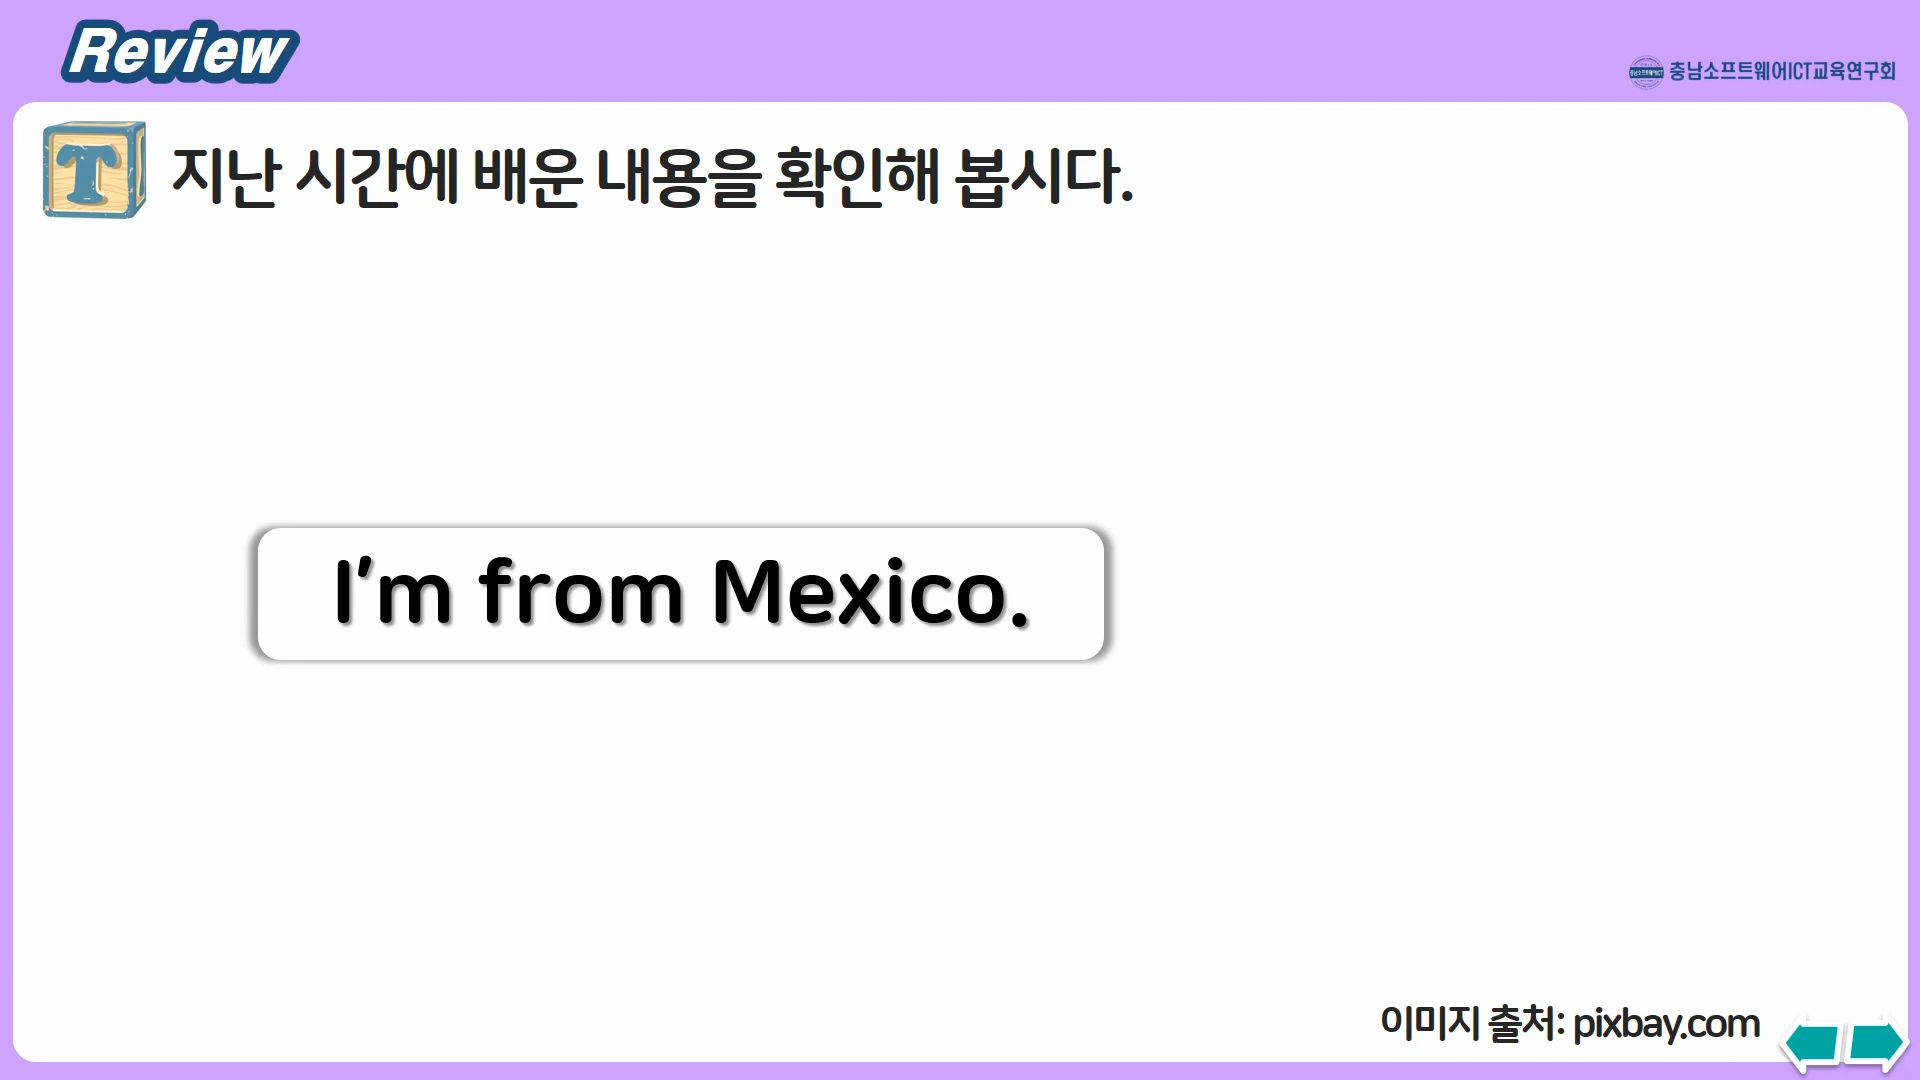 Review
충남소프트웨어ICT교육연구회
T
지난 시간에 배운 내용을 확인해 봅시다.
I'm from Mexico.
이미지 출처: pixbay.com